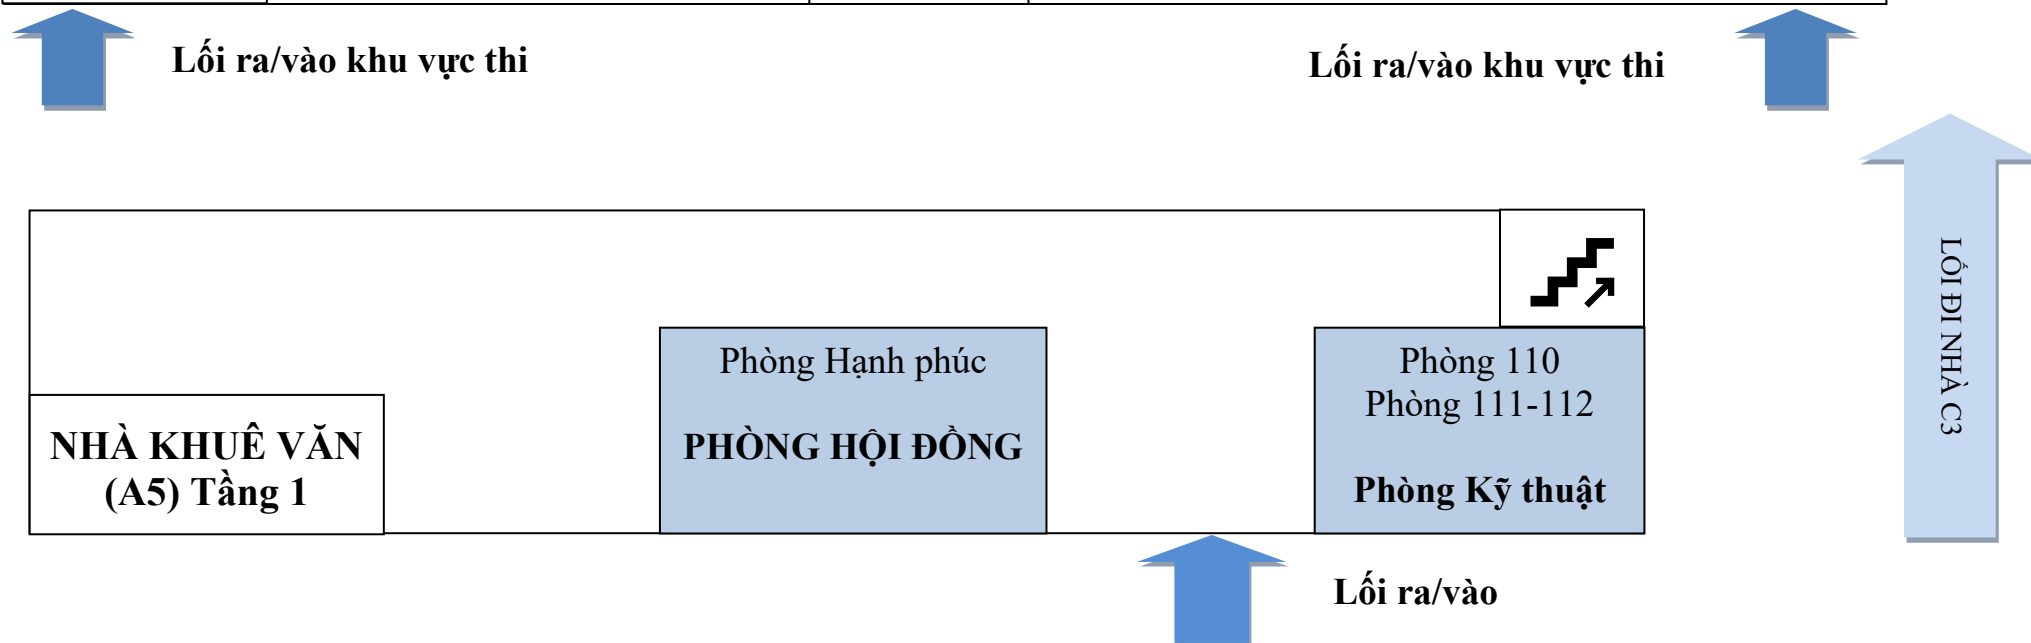 Lối ra/vào khu vực thi
Lối ra/vào khu vực thi
LỐI ĐI NHÀ C3
Phòng Hạnh phúc
PHÒNG HỘI ĐỒNG
Phòng 110
Phòng 111-112
Phòng Kỹ thuật
NHÀ KHUÊ VĂN
(A5) Tầng 1
Lối ra/vào